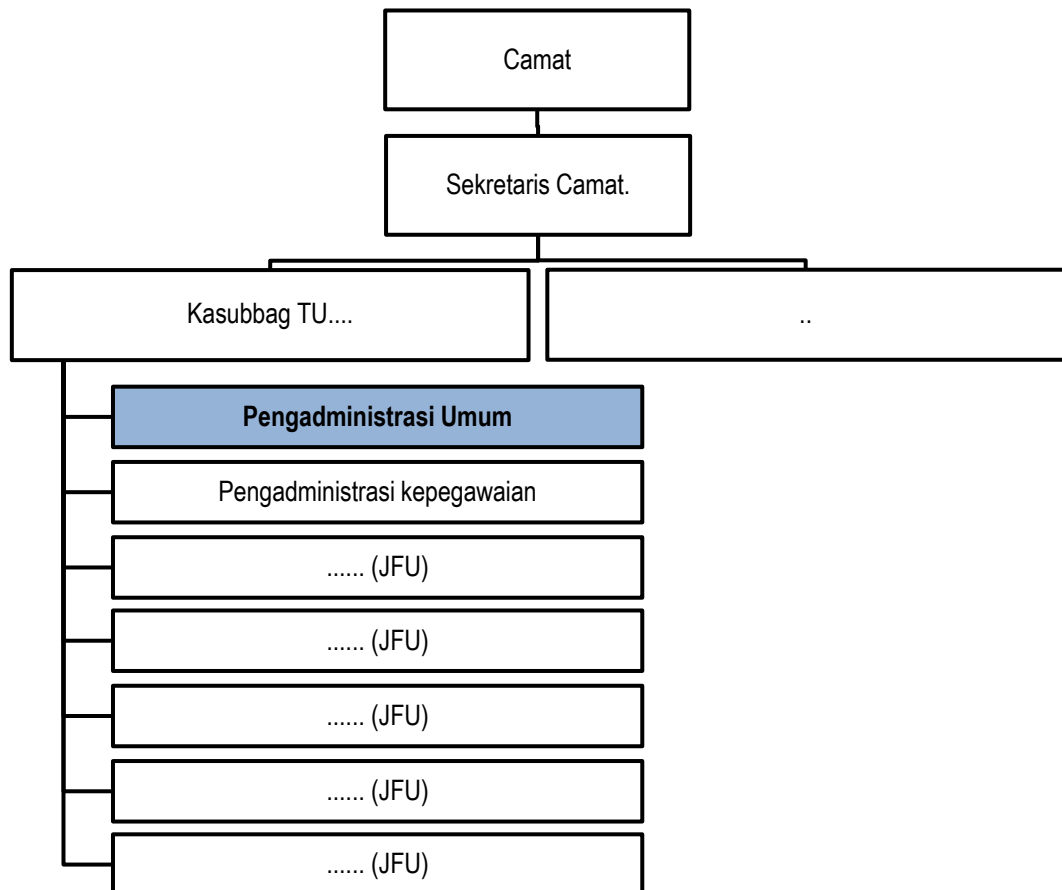 Camat
Sekretaris Camat.
Kasubbag TU....
..
Pengadministrasi Umum
Pengadministrasi kepegawaian
...... (JFU)
...... (JFU)
...... (JFU)
...... (JFU)
...... (JFU)